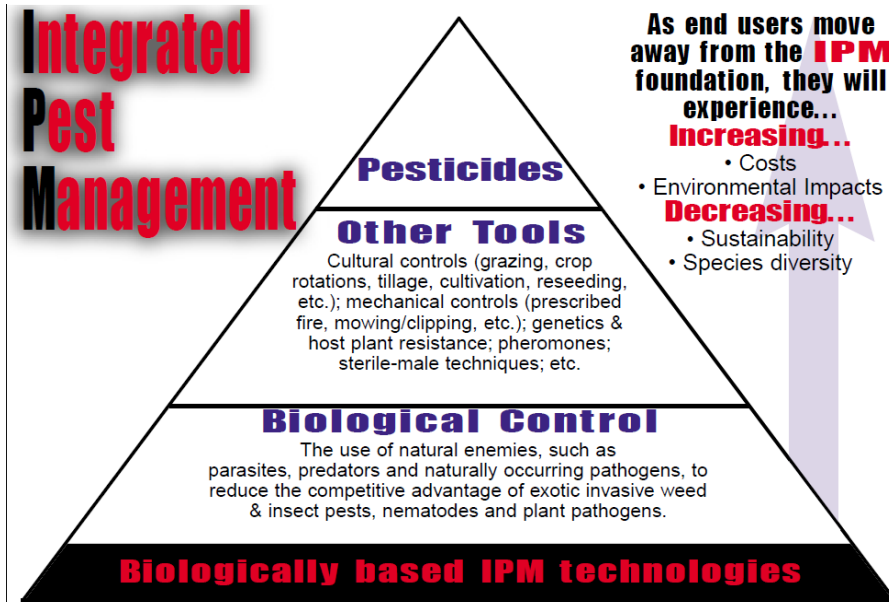 Integrated
Pest
Management
As end users move
away from the IPM
foundation, they will
experience...
Increasing...
• Costs
• Environmental Impacts
Decreasing...
• Sustainability
• Species diversity
Pesticides
Other Tools
Cultural controls (grazing, crop
rotations, tillage, cultivation, reseeding,
etc.); mechanical controls (prescribed
fire, mowing/clipping, etc.); genetics &
host plant resistance; pheromones;
sterile-male techniques; etc.
Biological Control
The use of natural enemies, such as
parasites, predators and naturally occurring pathogens, to
reduce the competitive advantage of exotic invasive weed
& insect pests, nematodes and plant pathogens.
Biologically based IPM technologies